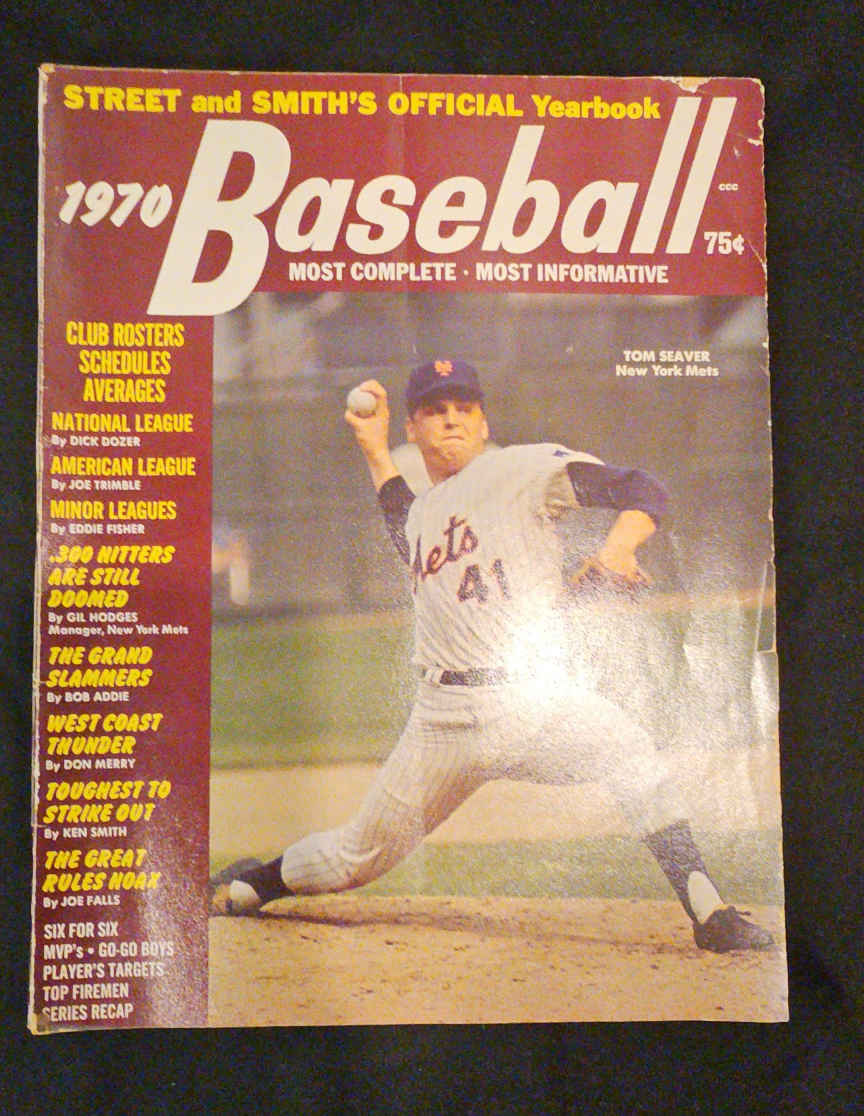 STREET and SMITH'S OFFICIAL Yearbook
1970 Baseball
ccc
75¢
MOST COMPLETE · MOST INFORMATIVE
CLUB ROSTERS
SCHEDULES
AVERAGES
NATIONAL LEAGUE
By DICK DOZER
AMERICAN LEAGUE
By JOE TRIMBLE
MINOR LEAGUES
By EDDIE FISHER
.300 HITTERS
ARE STILL
DOOMED
By GIL HODGES
Manager, New York Mets
THE GRAND
SLAMMERS
By BOB ADDIE
WEST COAST
THUNDER
By DON MERRY
TOUGHEST TO
STRIKE OUT
By KEN SMITH
THE GREAT
RULES HOAX
By JOE FALLS
SIX FOR SIX
MVP's • GO-GO BOYS
PLAYER'S TARGETS
TOP FIREMEN
SERIES RECAP
TOM SEAVER
New York Mets
NY
Mets
41